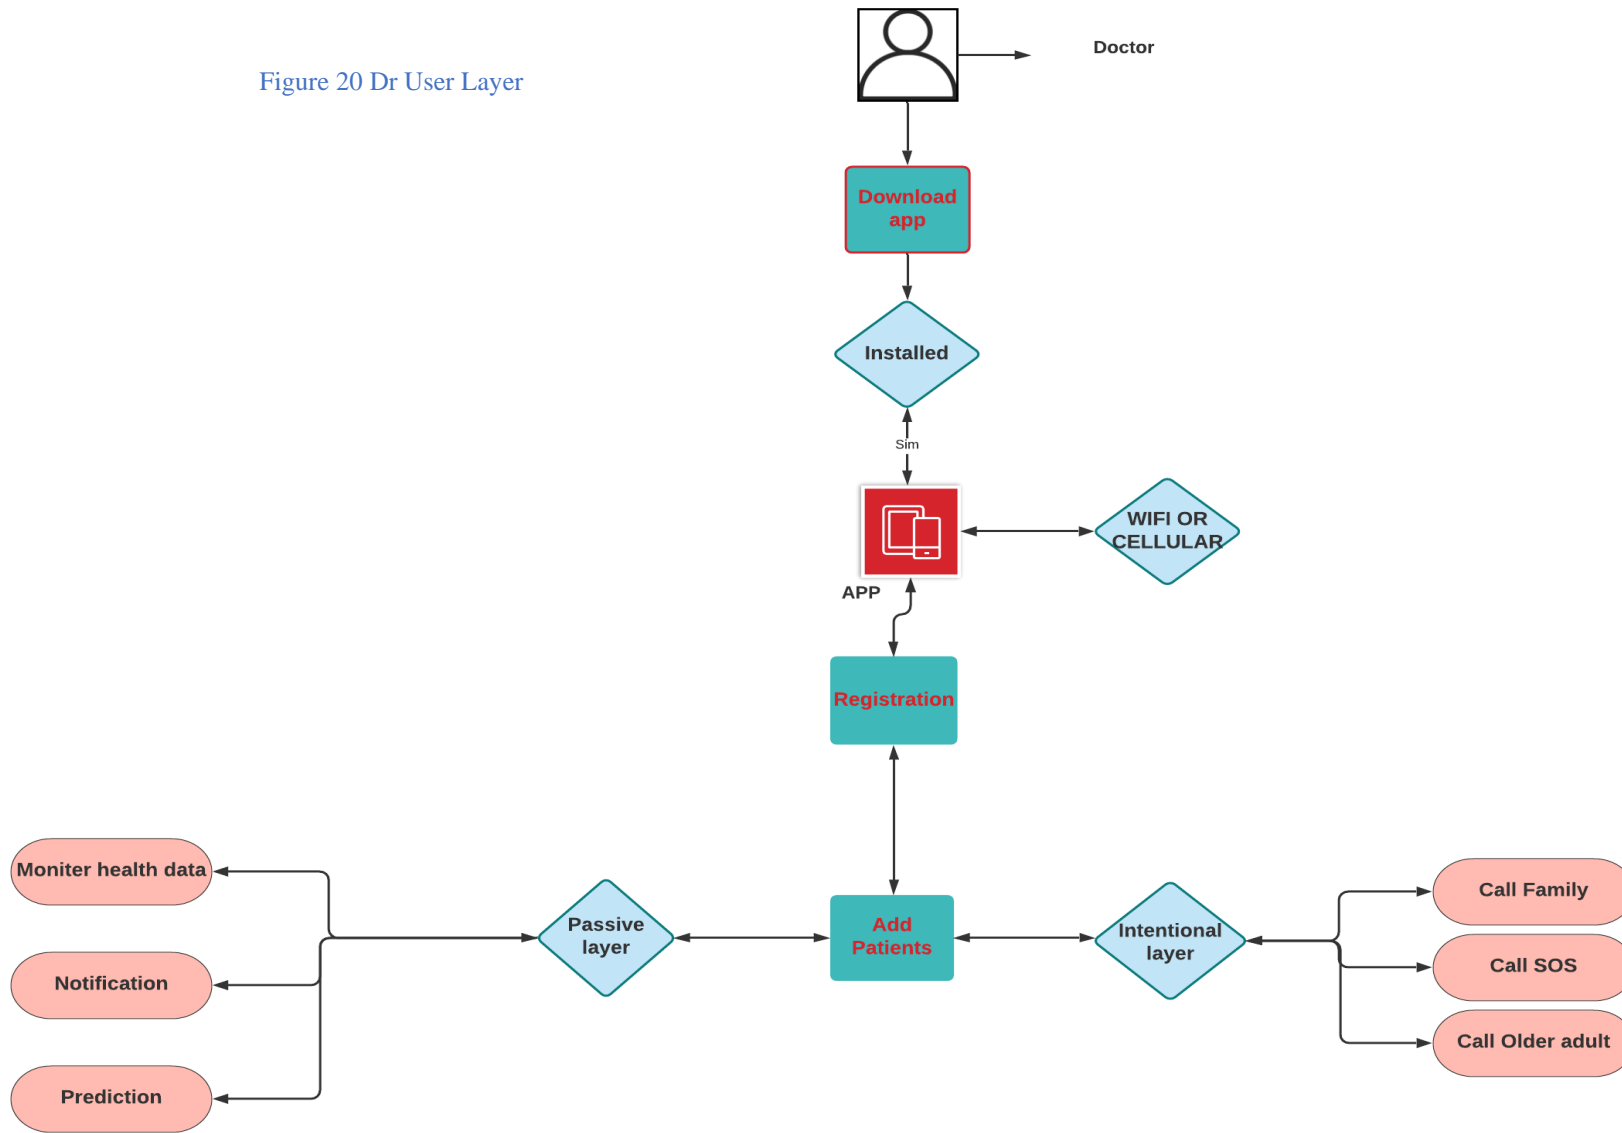 Doctor
Figure 20 Dr User Layer
Download
app
Installed
Sim
WIFI OR
CELLULAR
APP
Registration
Moniter health data
Notification
Prediction
Passive
layer
Add
Patients
Intentional
layer
Call Family
Call SOS
Call Older adult